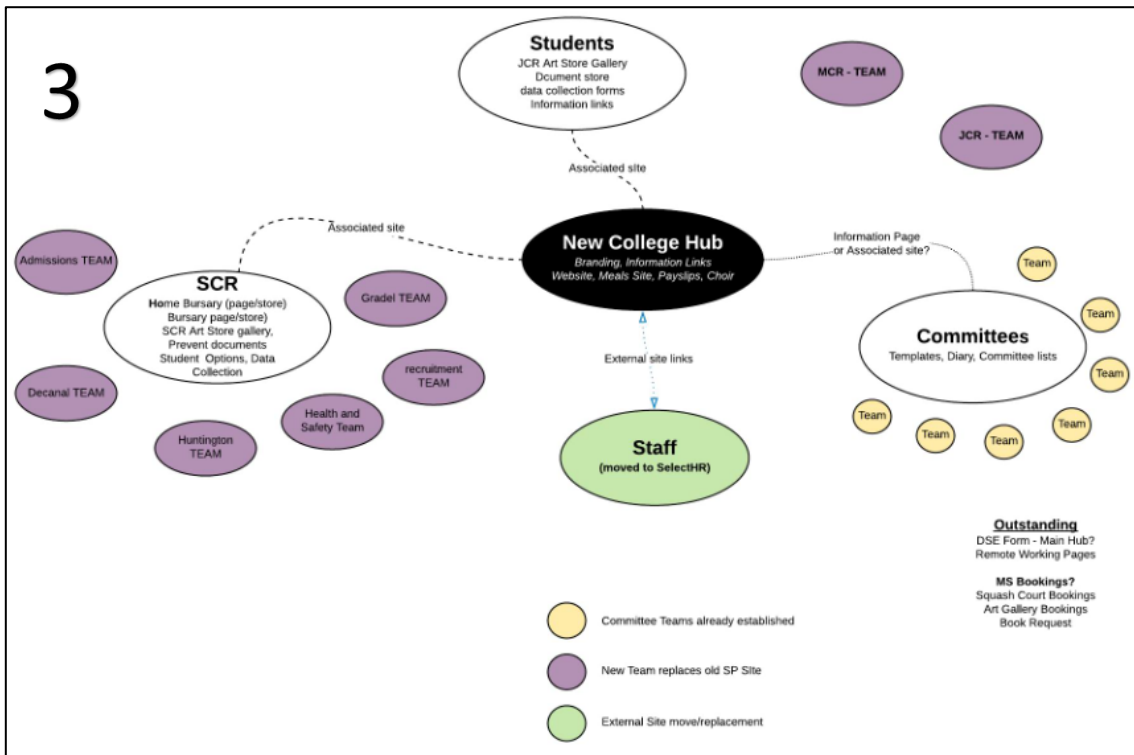 3
Students
JCR Art Store Gallery
Dcument store
data collection forms
Information links
MCR - TEAM
JCR - TEAM
Associated sIte
Associated site
New College Hub
Branding, Information Links
Website, Meals Site, Payslips, Choir
Information Page
or Associated site?
Admissions TEAM
SCR
Home Bursary (page/store)
Bursary page/store)
SCR Art Store gallery,
Prevent documents
Student Options, Data
Collection
Gradel TEAM
recruitment
TEAM
Health and
Safety Team
Huntington
TEAM
Decanal TEAM
External site links
Staff
(moved to SelectHR)
Committees
Templates, Diary, Committee lists
Team
Team
Team
Team
Team
Team
Team
Outstanding
DSE Form - Main Hub?
Remote Working Pages
MS Bookings?
Squash Court Bookings
Art Gallery Bookings
Book Request
Committee Teams already established
New Team replaces old SP SIte
External Site move/replacement